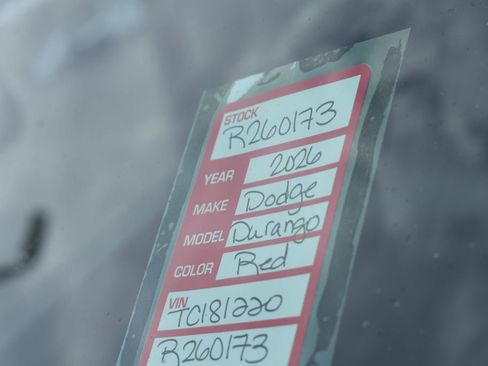 STOCK
R260173
YEAR 2026
MAKE Dodge
MODEL Durango
COLOR Red
VIN
TC181220
R260173